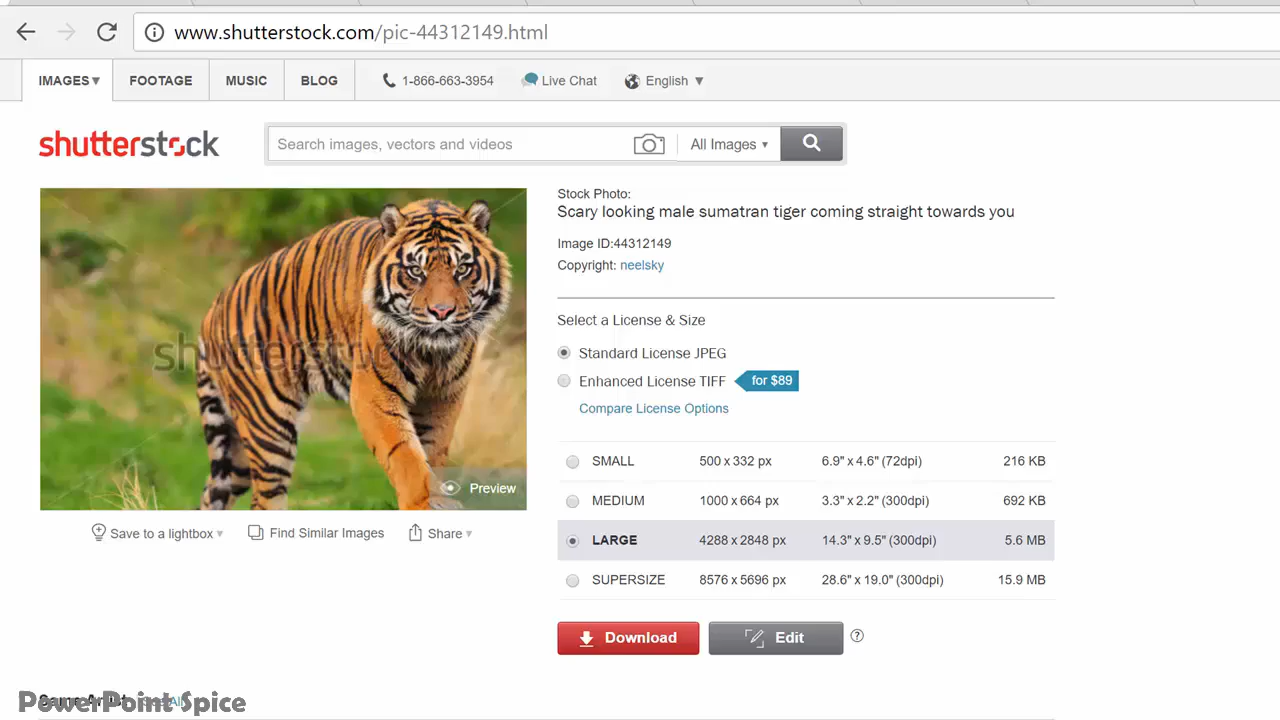 www.shutterstock.com/pic-44312149.html
IMAGES▾ FOOTAGE MUSIC BLOG 1-866-663-3954 Live Chat English ▼
shutterstock Search images, vectors and videos All Images ▾
Stock Photo:
Scary looking male sumatran tiger coming straight towards you
Image ID:44312149
Copyright: neelsky
Select a License & Size
Standard License JPEG
Enhanced License TIFF for $89
Compare License Options
shutterstock
SMALL 500 x 332 px 6.9" x 4.6" (72dpi) 216 KB
Preview
MEDIUM 1000 x 664 px 3.3" x 2.2" (300dpi) 692 KB
Save to a lightbox ▾ Find Similar Images Share ▾
LARGE 4288 x 2848 px 14.3" x 9.5" (300dpi) 5.6 MB
SUPERSIZE 8576 x 5696 px 28.6" x 19.0" (300dpi) 15.9 MB
Download Edit ?
PowerPoint Spice